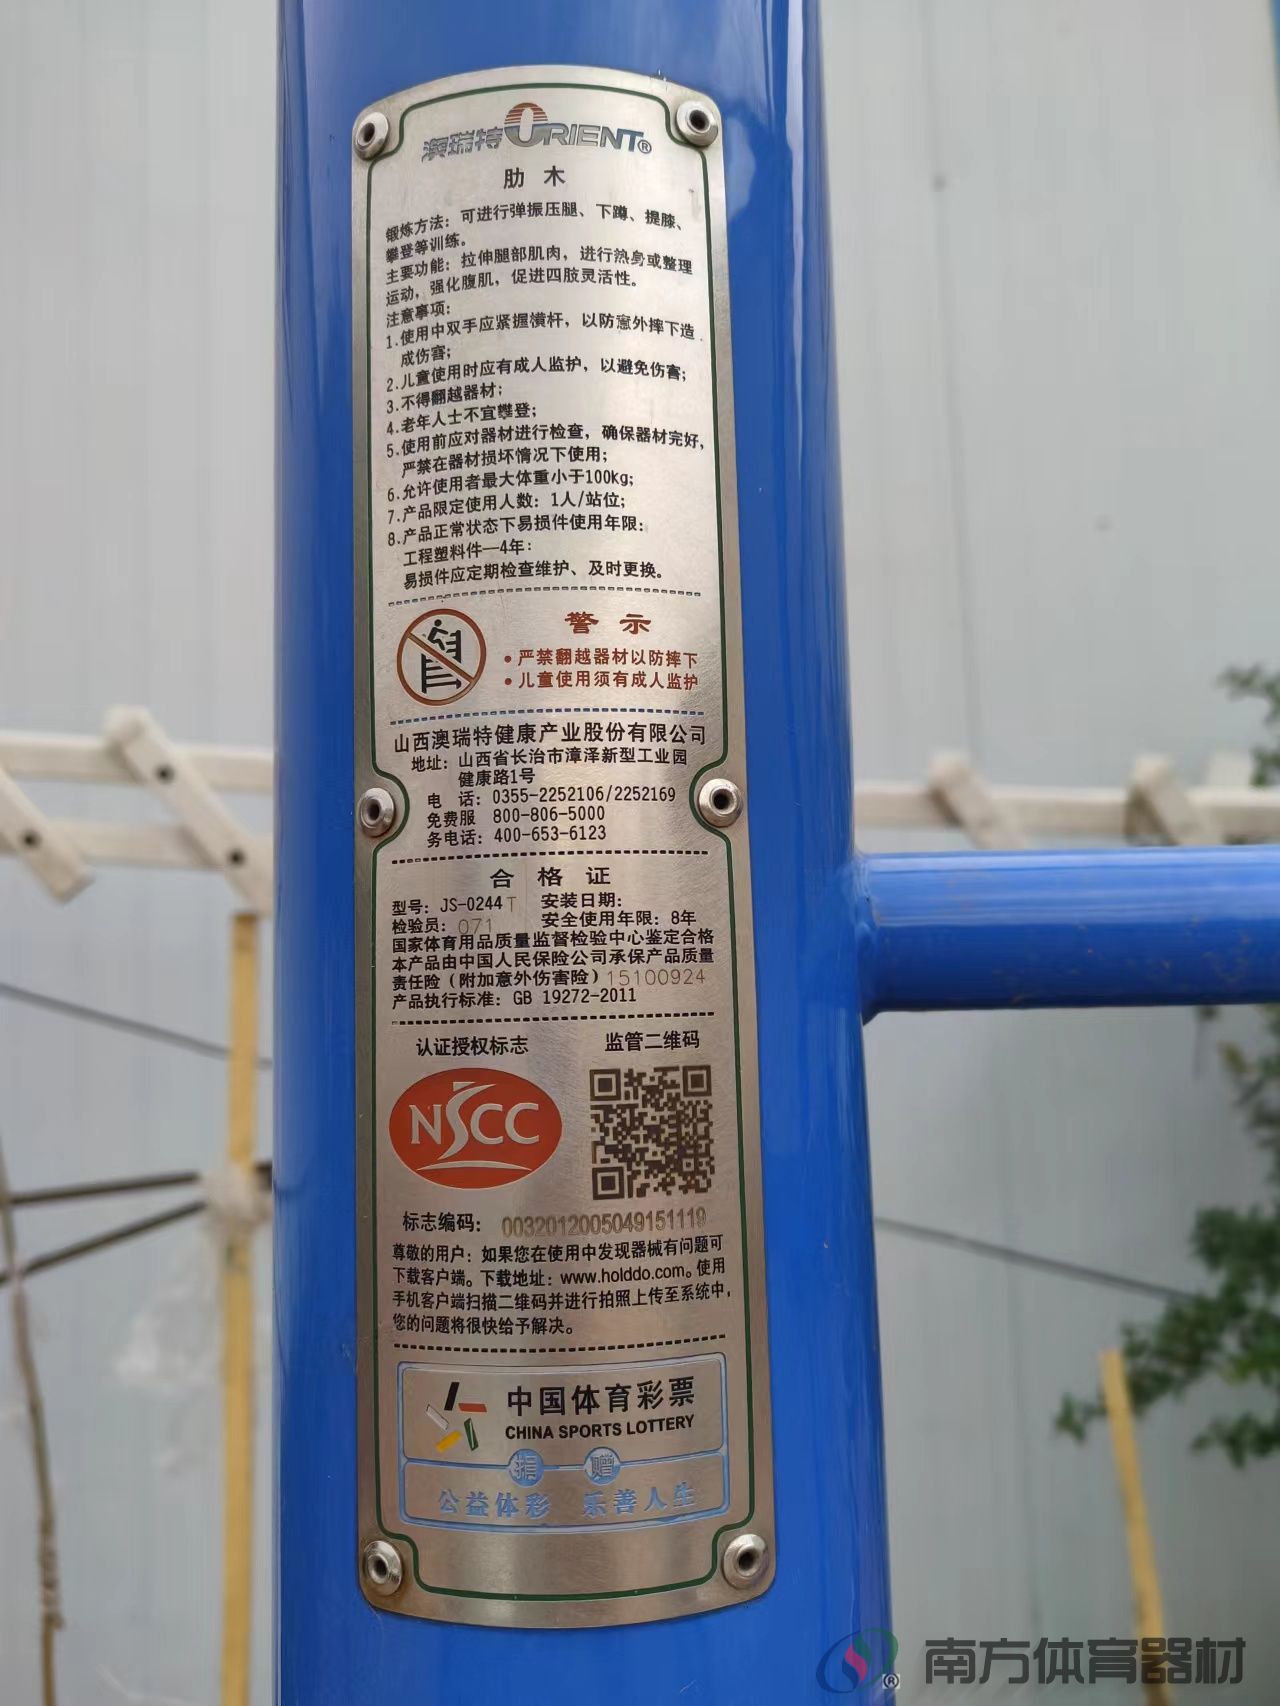 澳瑞特 ORIENT®
肋 木
锻炼方法：可进行弹振压腿、下蹲、提膝、
攀登等训练。
主要功能：拉伸腿部肌肉，进行热身或整理
运动，强化腹肌，促进四肢灵活性。
注意事项：
1.使用中双手应紧握横杆，以防意外摔下造
成伤害；
2.儿童使用时应有成人监护，以避免伤害；
3.不得翻越器材；
4.老年人士不宜攀登；
5.使用前应对器材进行检查，确保器材完好，
严禁在器材损坏情况下使用；
6.允许使用者最大体重小于100kg；
7.产品限定使用人数：1人/站位；
8.产品正常状态下易损件使用年限：
工程塑料件—4年：
易损件应定期检查维护、及时更换。
警 示
•严禁翻越器材以防摔下
•儿童使用须有成人监护
山西澳瑞特健康产业股份有限公司
地址：山西省长治市漳泽新型工业园
健康路1号
电 话：0355-2252106/2252169
免费服 800-806-5000
务电话：400-653-6123
合 格 证
型号：JS-0244T 安装日期：
检验员：071 安全使用年限：8年
国家体育用品质量监督检验中心鉴定合格
本产品由中国人民保险公司承保产品质量
责任险（附加意外伤害险）15100924
产品执行标准：GB 19272-2011
认证授权标志 监管二维码
NSCC
标志编码：0032012005049151119
尊敬的用户：如果您在使用中发现器械有问题可
下载客户端。下载地址：www.holddo.com。使用
手机客户端扫描二维码并进行拍照上传至系统中，
您的问题将很快给予解决。
中国体育彩票
CHINA SPORTS LOTTERY
捐 赠
公益体彩 乐善人生
® 南方体育器材